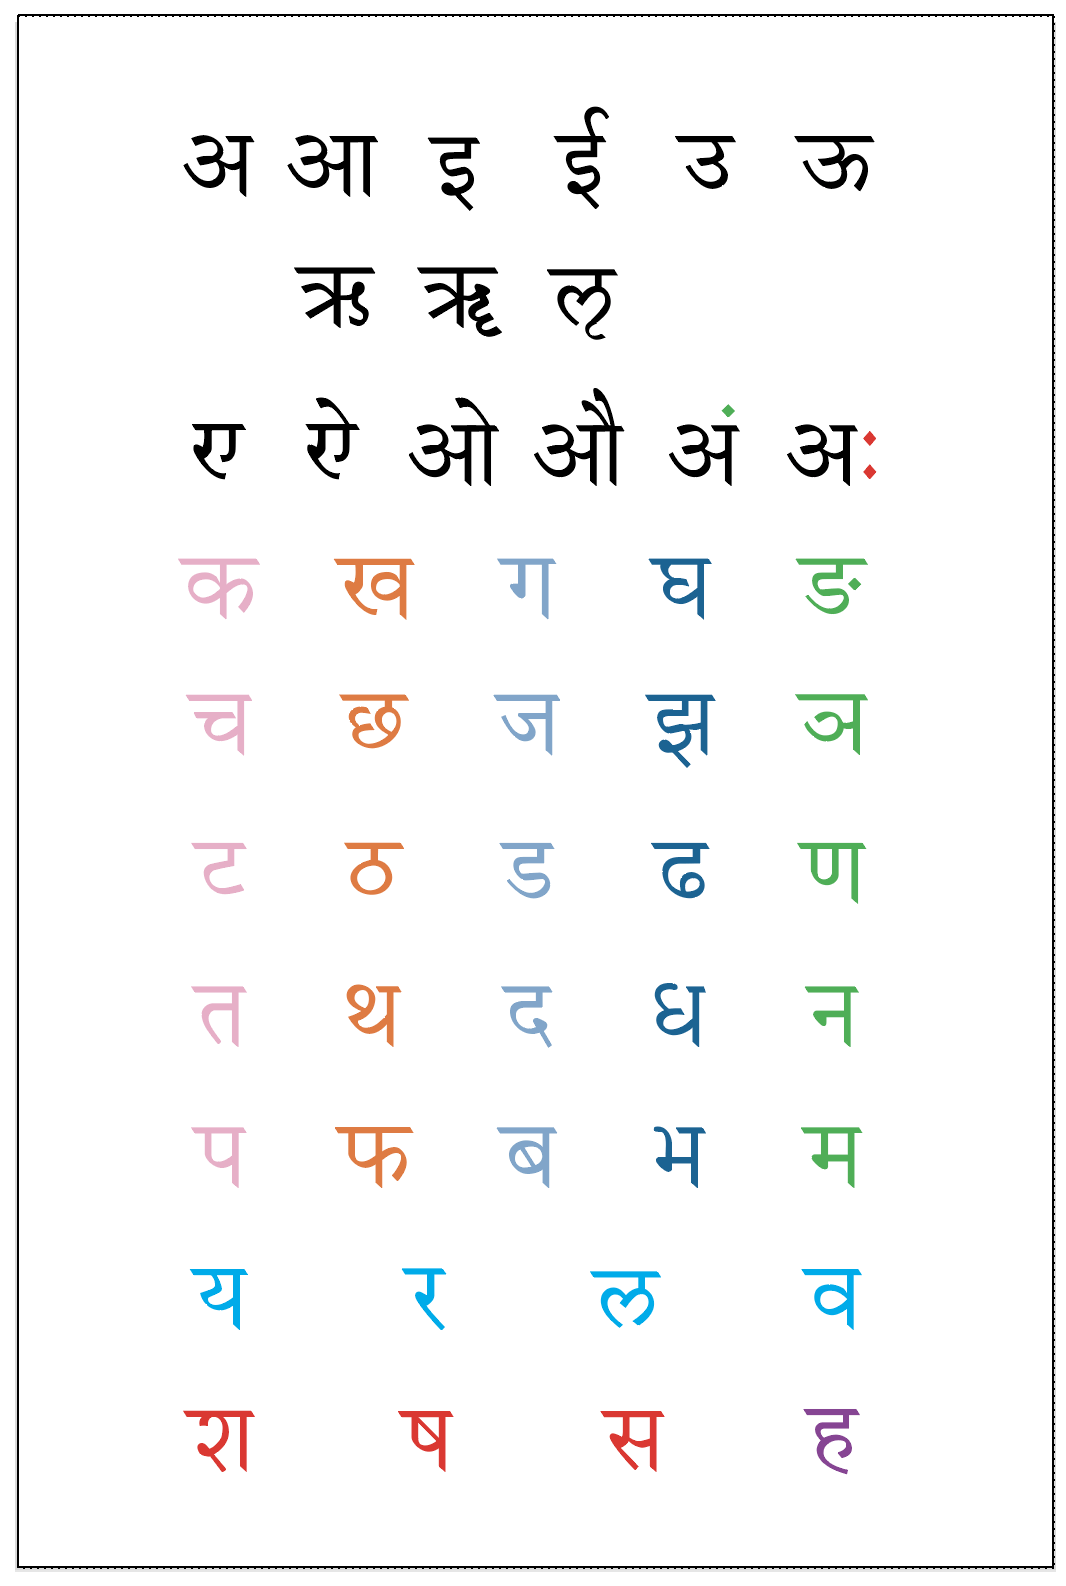 अ आ इ ई उ ऊ
ऋ ॠ ऌ
ए ऐ ओ औ अं अः
क ख ग घ ङ
च छ ज झ ञ
ट ठ ड ढ ण
त थ द ध न
प फ ब भ म
य र ल व
श ष स ह